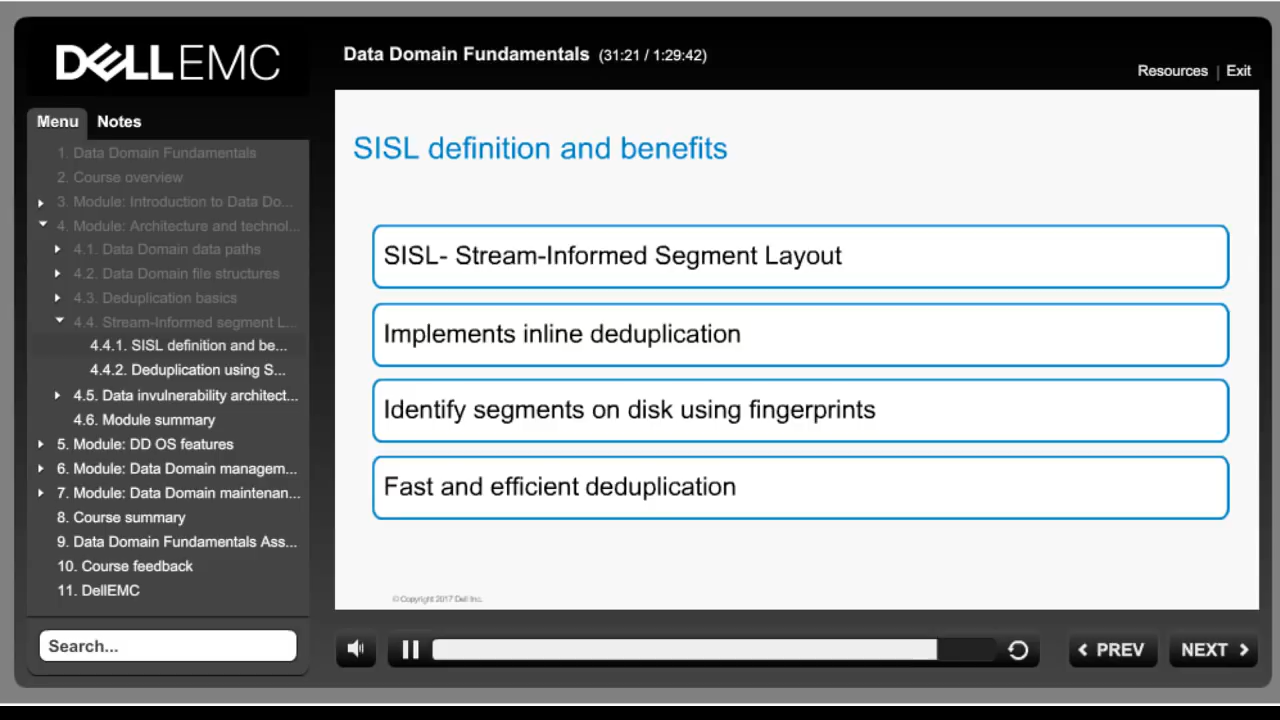 DELLEMC
Data Domain Fundamentals (31:21 / 1:29:42)
Resources | Exit
Menu Notes
1. Data Domain Fundamentals
2. Course overview
3. Module: Introduction to Data Do...
4. Module: Architecture and technol...
4.1. Data Domain data paths
4.2. Data Domain file structures
4.3. Deduplication basics
4.4. Stream-Informed segment L...
4.4.1. SISL definition and be...
4.4.2. Deduplication using S...
4.5. Data invulnerability architect...
4.6. Module summary
5. Module: DD OS features
6. Module: Data Domain managem...
7. Module: Data Domain maintenan...
8. Course summary
9. Data Domain Fundamentals Ass...
10. Course feedback
11. DellEMC
Search...
SISL definition and benefits
SISL- Stream-Informed Segment Layout
Implements inline deduplication
Identify segments on disk using fingerprints
Fast and efficient deduplication
© Copyright 2017 Dell Inc.
< PREV
NEXT >